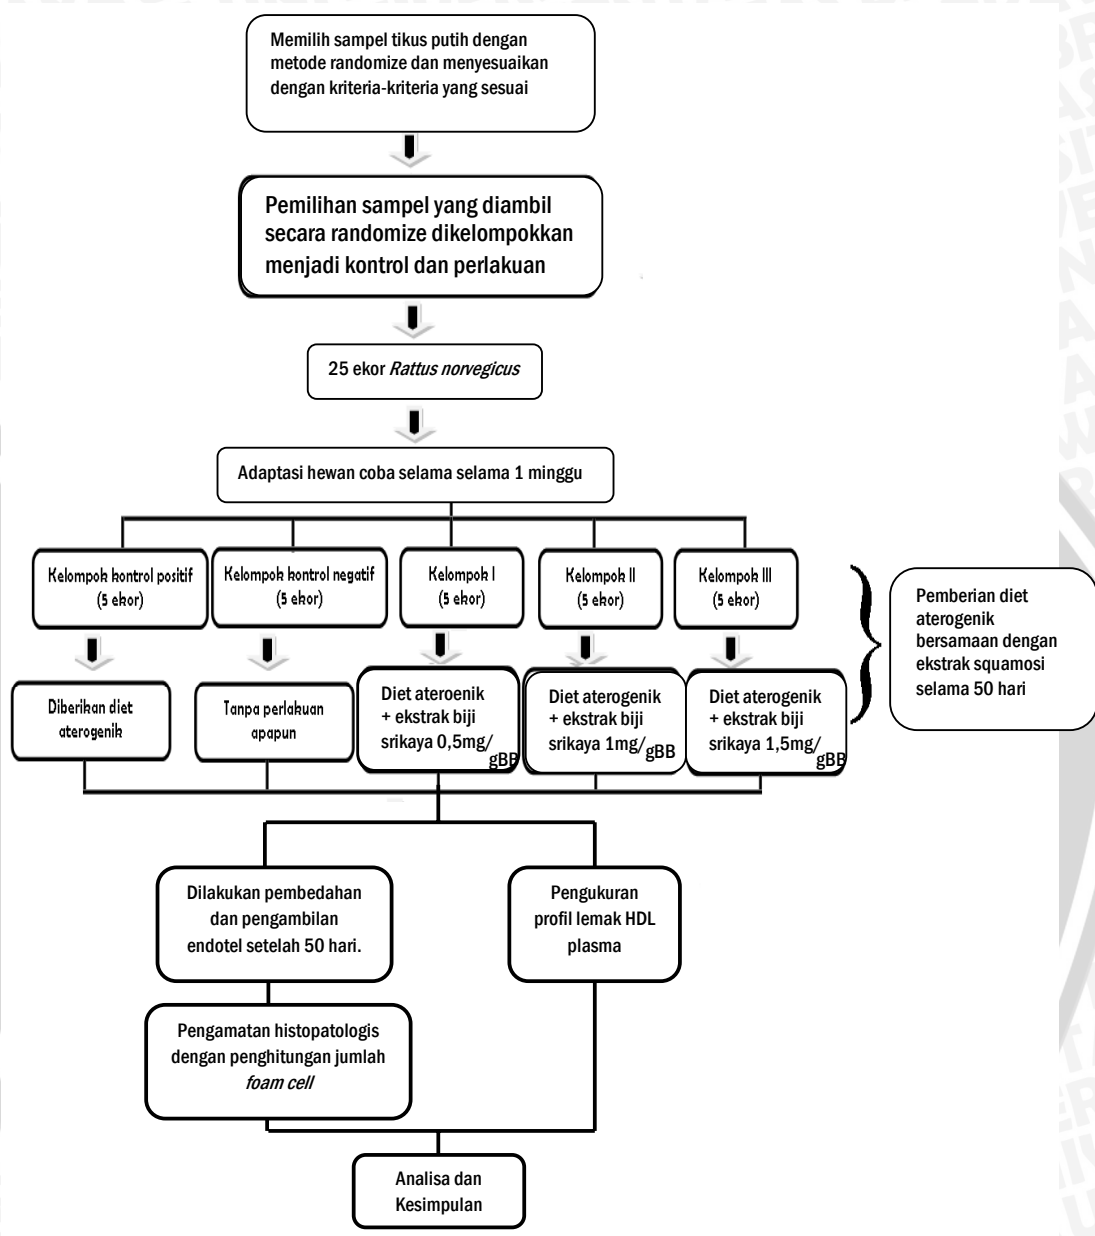 Memilih sampel tikus putih dengan
metode randomize dan menyesuaikan
dengan kriteria-kriteria yang sesuai
Pemilihan sampel yang diambil
secara randomize dikelompokkan
menjadi kontrol dan perlakuan
25 ekor Rattus norvegicus
Adaptasi hewan coba selama selama 1 minggu
Kelompok kontrol positif
(5 ekor)
Kelompok kontrol negatif
(5 ekor)
Kelompok I
(5 ekor)
Kelompok II
(5 ekor)
Kelompok III
(5 ekor)
Pemberian diet
aterogenik
bersamaan dengan
ekstrak squamosi
selama 50 hari
Diberikan diet
aterogenik
Tanpa perlakuan
apapun
Diet ateroenik
+ ekstrak biji
srikaya 0,5mg/
gBB
Diet aterogenik
+ ekstrak biji
srikaya 1mg/
gBB
Diet aterogenik
+ ekstrak biji
srikaya 1,5mg/
gBB
Dilakukan pembedahan
dan pengambilan
endotel setelah 50 hari.
Pengukuran
profil lemak HDL
plasma
Pengamatan histopatologis
dengan penghitungan jumlah
foam cell
Analisa dan
Kesimpulan